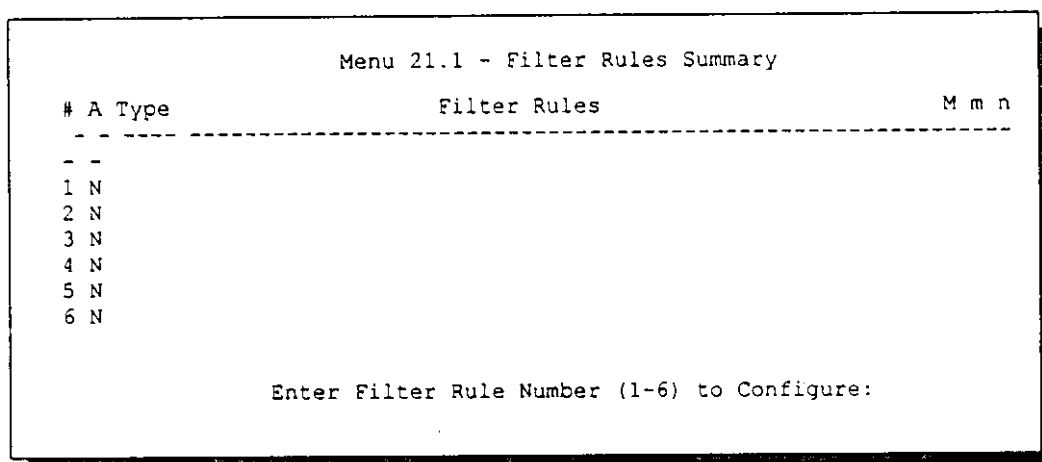 Menu 21.1 - Filter Rules Summary
# A Type Filter Rules M m n
- - ---- ----------------------------------------------------------------
- -
1 N
2 N
3 N
4 N
5 N
6 N
Enter Filter Rule Number (1-6) to Configure: